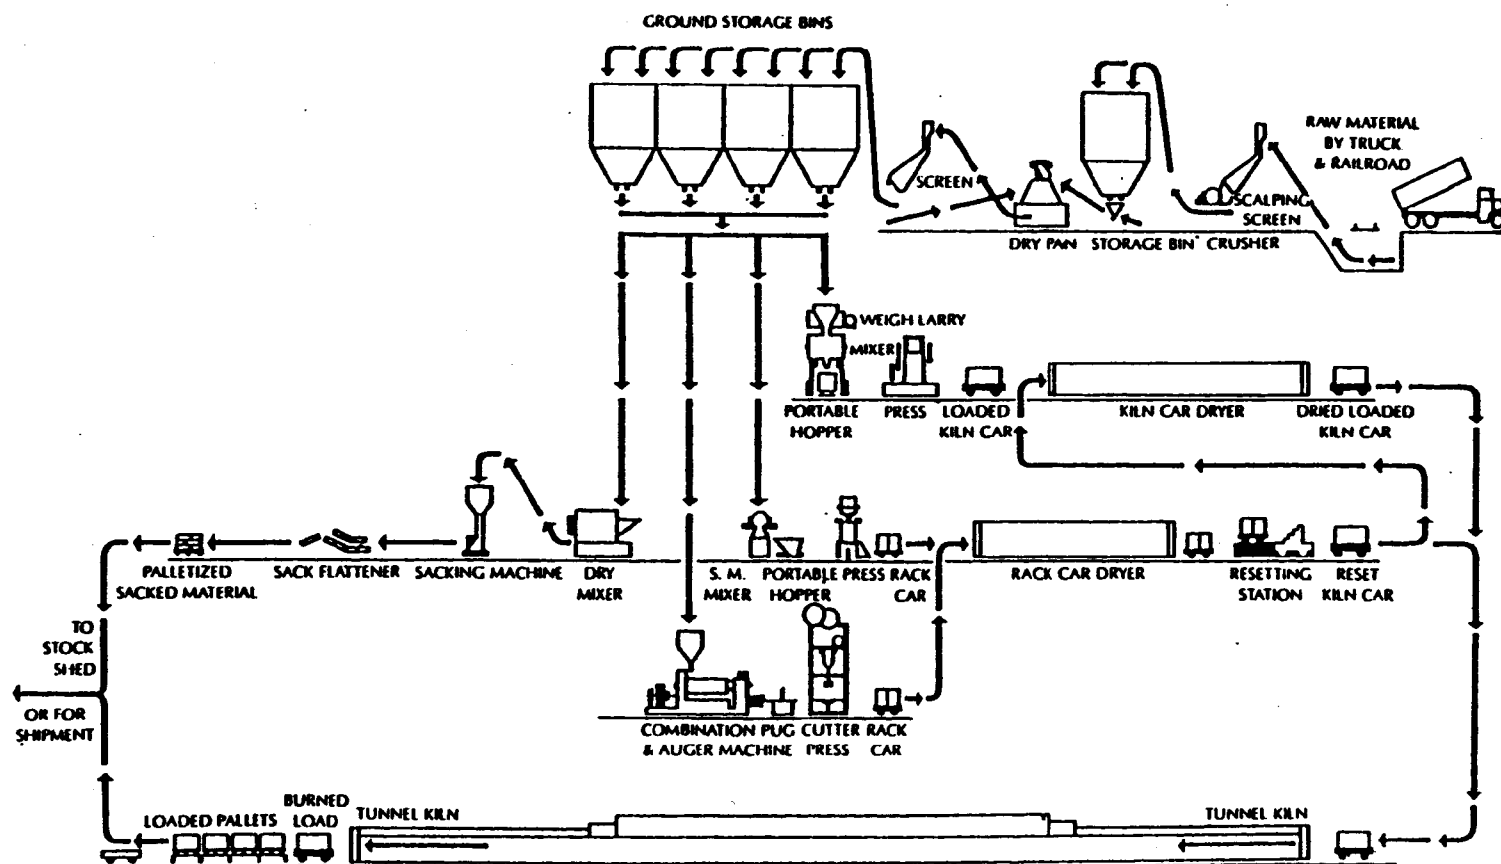 GROUND STORAGE BINS
RAW MATERIAL
BY TRUCK
& RAILROAD
SCREEN
SCALPING
SCREEN
DRY PAN
STORAGE BIN
CRUSHER
WEIGH LARRY
MIXER
PORTABLE
HOPPER
PRESS
LOADED
KILN CAR
KILN CAR DRYER
DRIED LOADED
KILN CAR
PALLETIZED
SACKED MATERIAL
SACK FLATTENER
SACKING MACHINE
DRY
MIXER
S. M.
MIXER
PORTABLE
HOPPER
PRESS
RACK
CAR
RACK CAR DRYER
RESETTING
STATION
RESET
KILN CAR
TO
STOCK
SHED
OR FOR
SHIPMENT
COMBINATION PUG
& AUGER MACHINE
CUTTER
PRESS
RACK
CAR
LOADED PALLETS
BURNED
LOAD
TUNNEL KILN
TUNNEL KILN